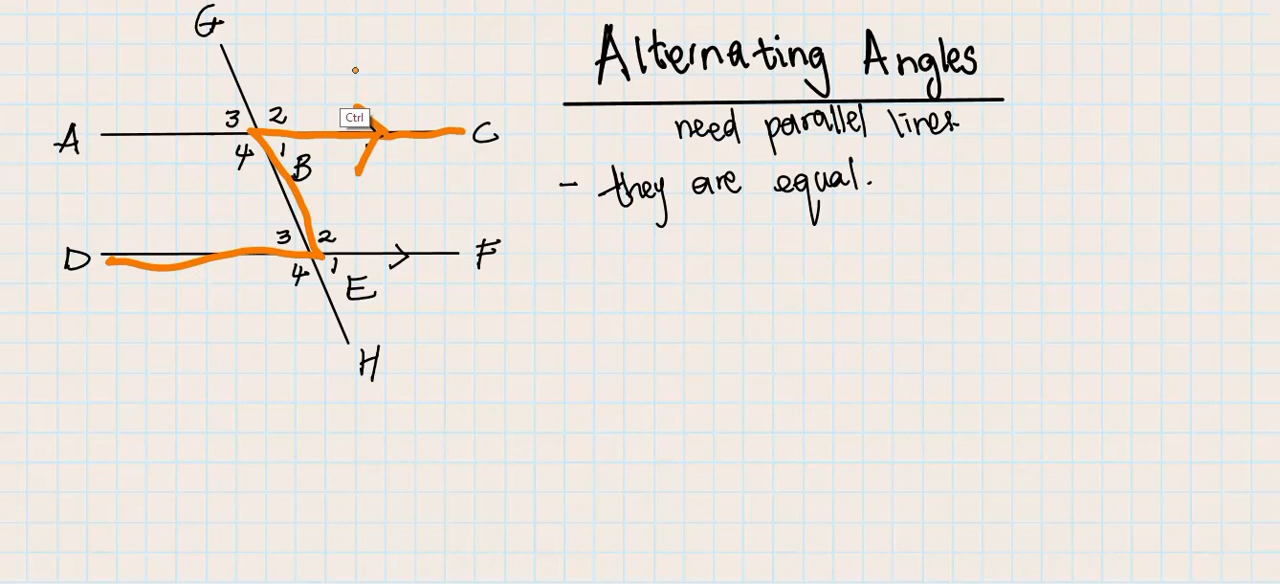 G
Alternating Angles
Ctrl
3 2
need parallel lines
A C
4 1
B
- they are equal.
3 2
D F
4 1
E
H